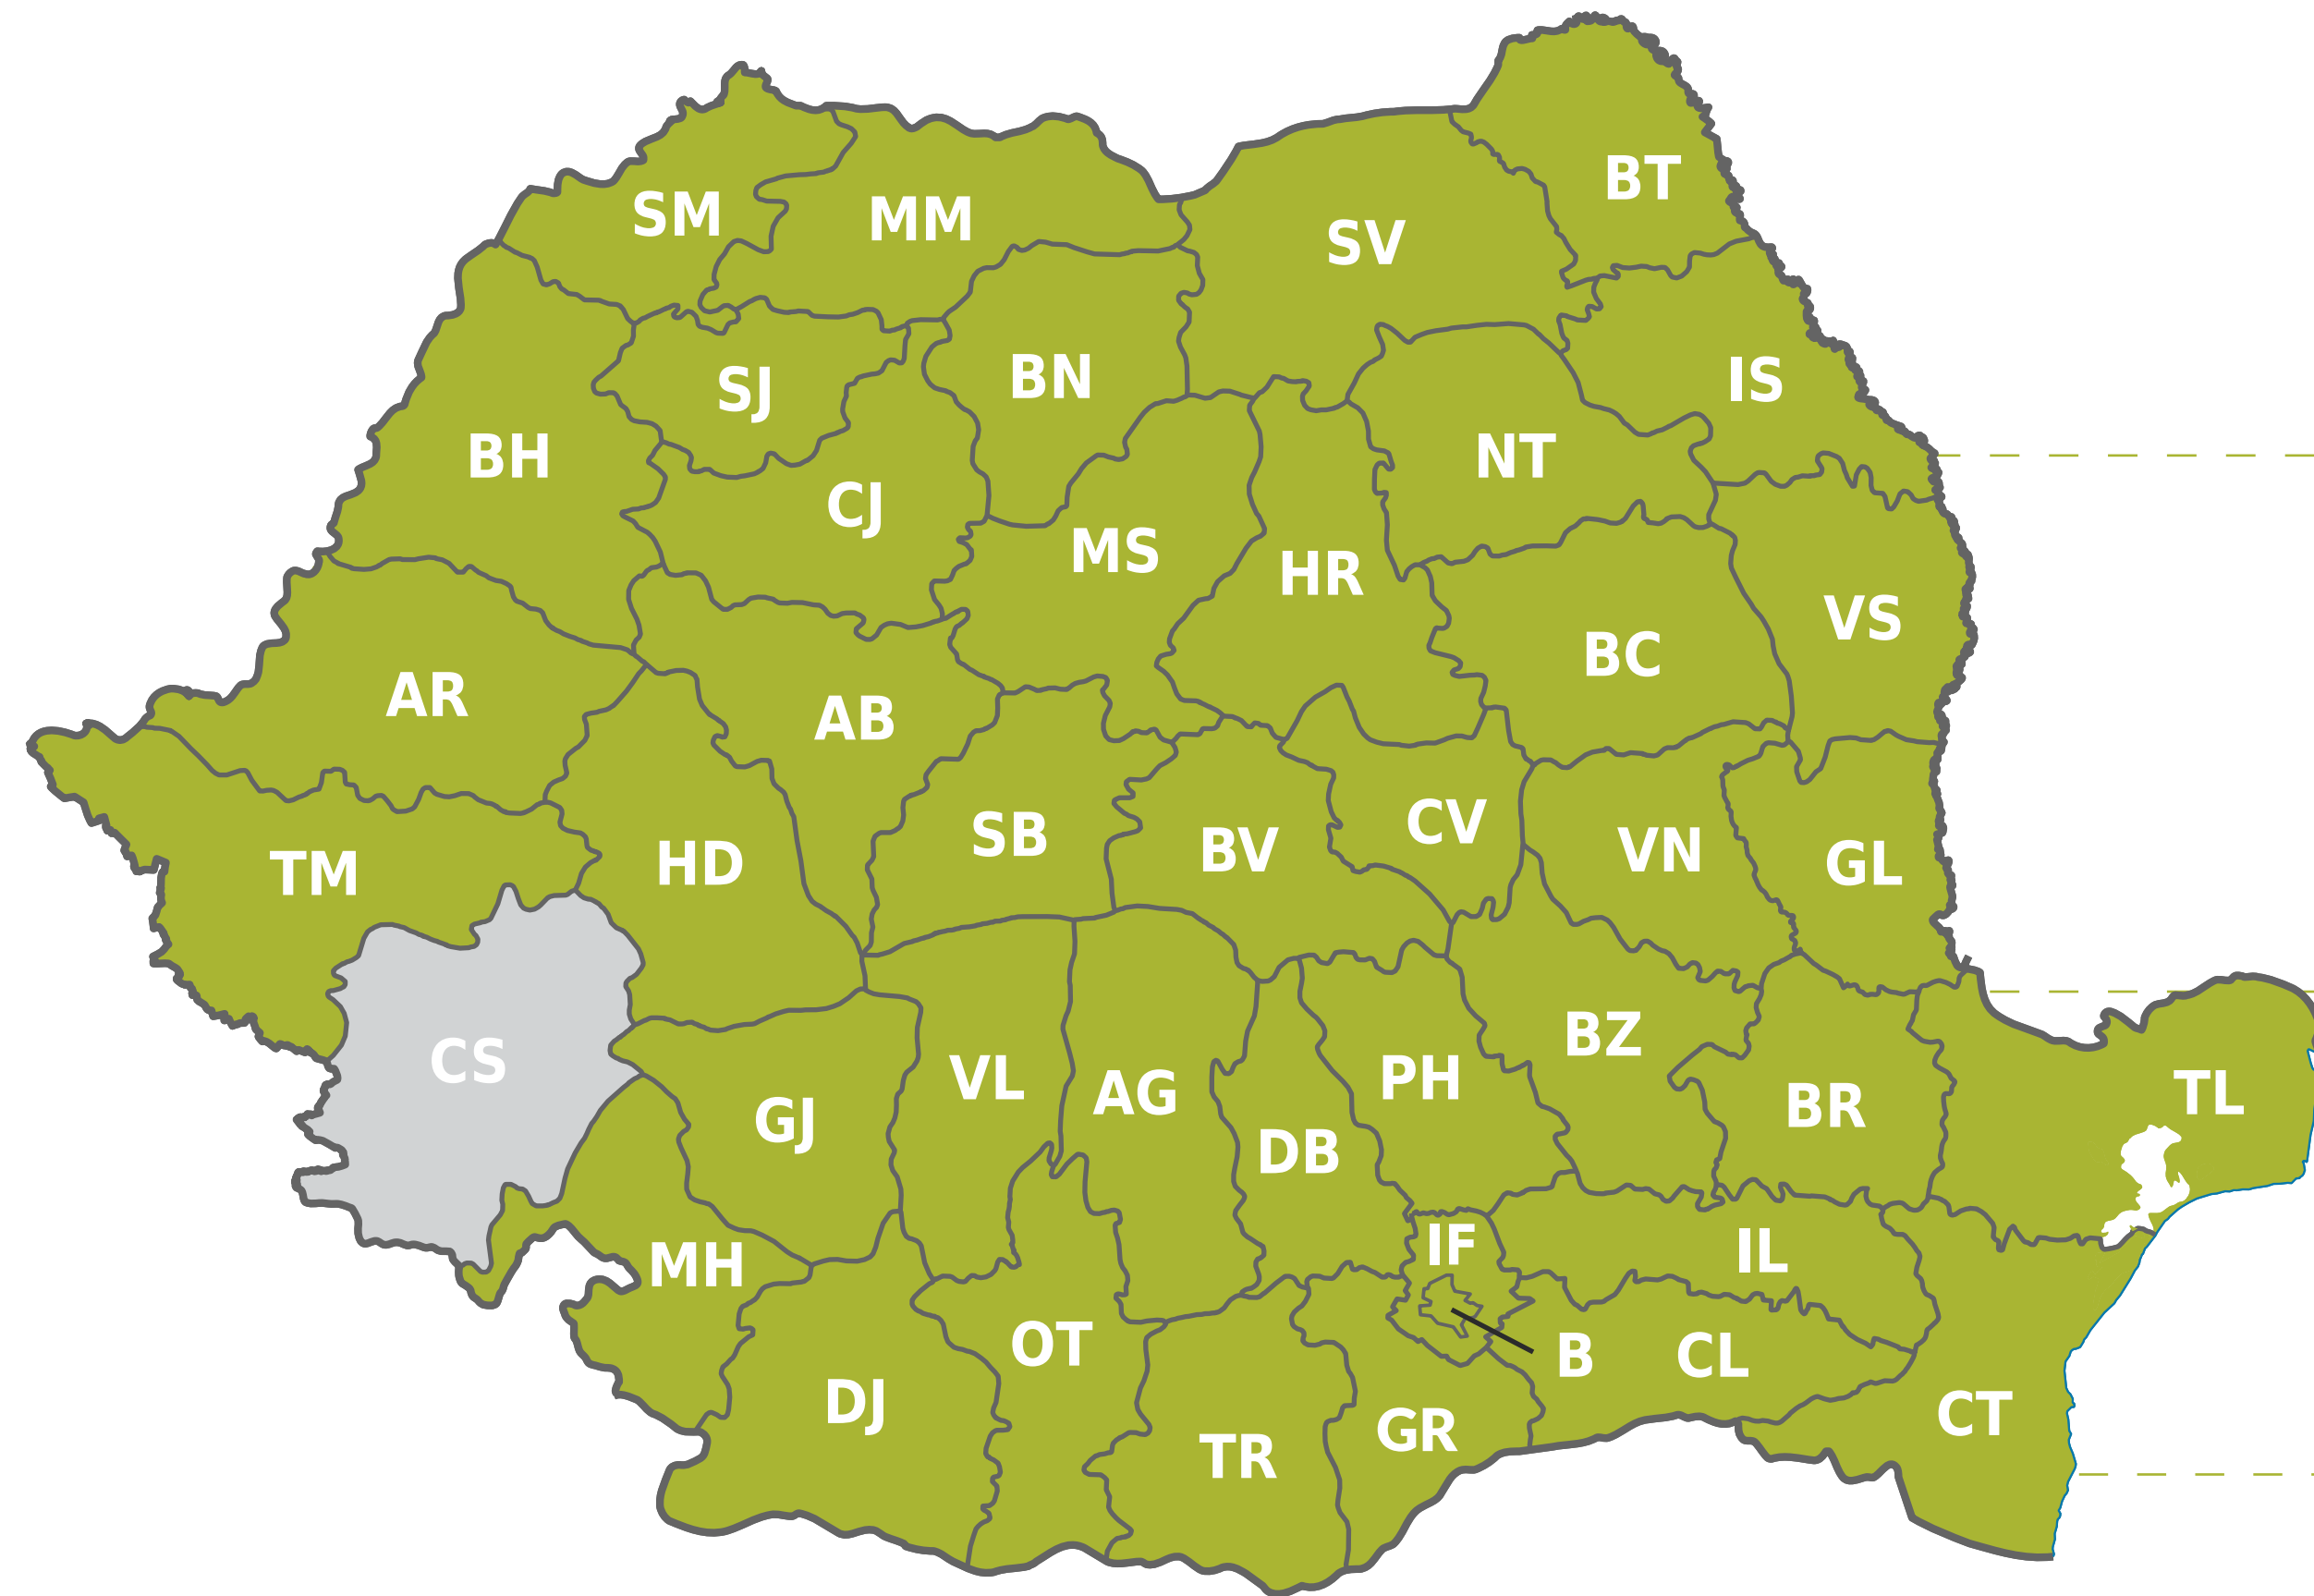 BT
SM
MM
SV
IS
BN
SJ
NT
BH
CJ
MS
HR
VS
BC
AR
AB
CV
SB
BV
VN
GL
HD
TM
BZ
CS
VL
PH
AG
TL
BR
GJ
DB
IF
IL
MH
OT
B
CL
DJ
CT
GR
TR